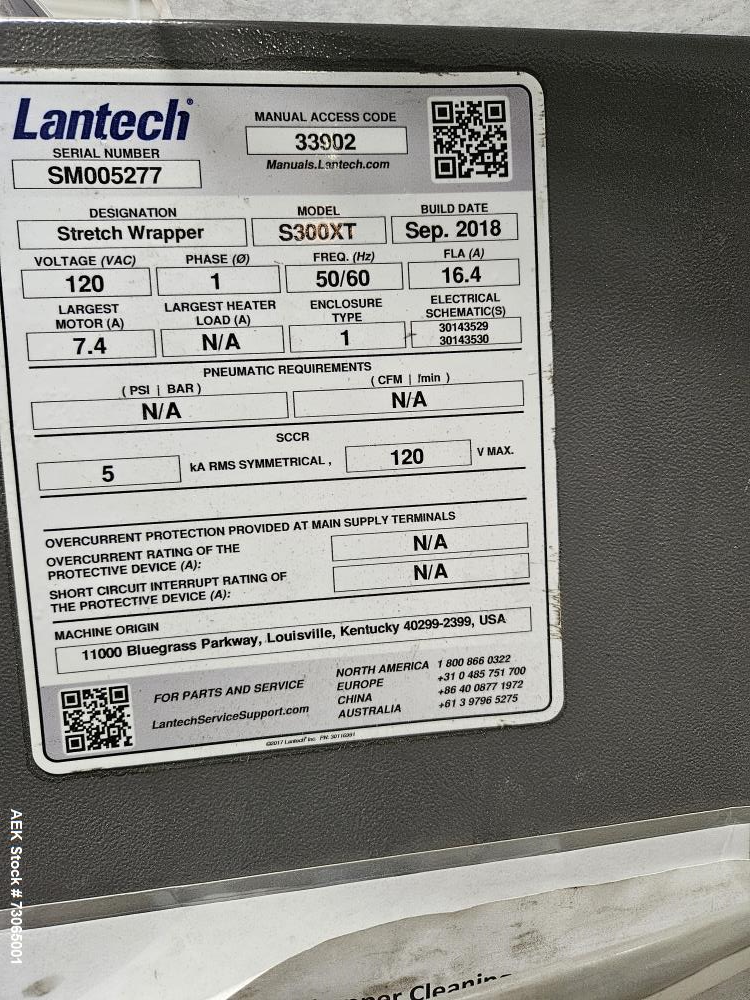 Lantech®
SERIAL NUMBER
SM005277
MANUAL ACCESS CODE
33902
Manuals.Lantech.com
DESIGNATION
Stretch Wrapper
MODEL
S300XT
BUILD DATE
Sep. 2018
VOLTAGE (VAC)
120
PHASE (Ø)
1
FREQ. (Hz)
50/60
FLA (A)
16.4
LARGEST
MOTOR (A)
7.4
LARGEST HEATER
LOAD (A)
N/A
ENCLOSURE
TYPE
1
ELECTRICAL
SCHEMATIC(S)
30143529
30143530
PNEUMATIC REQUIREMENTS
( PSI | BAR )
N/A
( CFM | l/min )
N/A
SCCR
5 kA RMS SYMMETRICAL , 120 V MAX.
OVERCURRENT PROTECTION PROVIDED AT MAIN SUPPLY TERMINALS
OVERCURRENT RATING OF THE
PROTECTIVE DEVICE (A):
N/A
SHORT CIRCUIT INTERRUPT RATING OF
THE PROTECTIVE DEVICE (A):
N/A
MACHINE ORIGIN
11000 Bluegrass Parkway, Louisville, Kentucky 40299-2399, USA
FOR PARTS AND SERVICE
LantechServiceSupport.com
NORTH AMERICA 1 800 866 0322
EUROPE +31 0 485 751 700
CHINA +86 40 0877 1972
AUSTRALIA +61 3 9796 5275
©2017 Lantech® Inc.
AEK Stock # 73065001
Cleaning